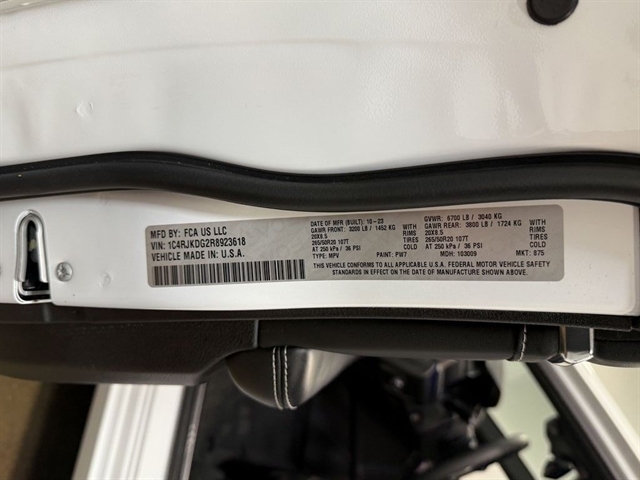 MFD BY: FCA US LLC
VIN: 1C4RJKDG2R8923618
VEHICLE MADE IN: U.S.A.
DATE OF MFR (BUILT): 10-23
GVWR: 6700 LB / 3040 KG
GAWR FRONT: 3200 LB / 1452 KG WITH
GAWR REAR: 3800 LB / 1724 KG WITH
20X8.5 RIMS
20X8.5 RIMS
265/50R20 107T WITH
265/50R20 107T WITH
AT 250 kPa / 36 PSI
AT 250 kPa / 36 PSI
TYPE: MPV PAINT: PW7 MDH: 103009 MKT: 875
THIS VEHICLE CONFORMS TO ALL APPLICABLE U.S.A. FEDERAL MOTOR VEHICLE SAFETY
STANDARDS IN EFFECT ON THE DATE OF MANUFACTURE SHOWN ABOVE.